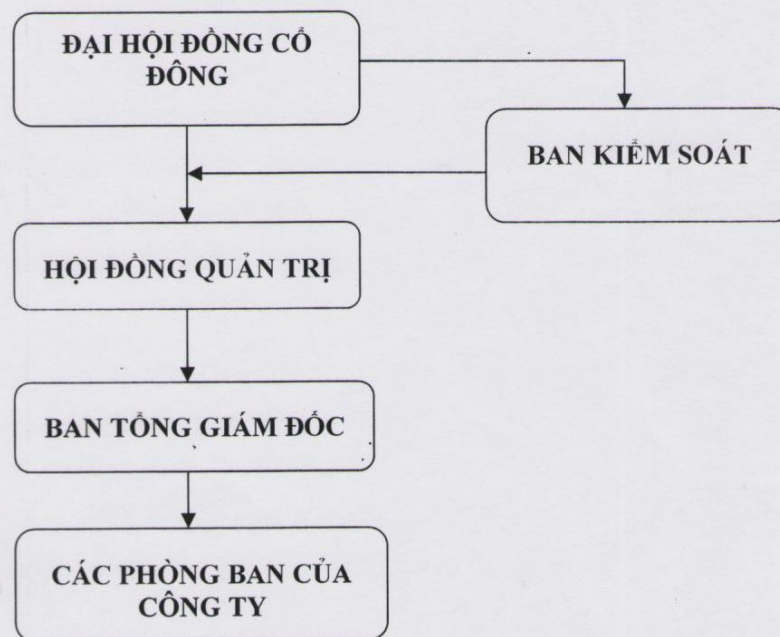 ĐẠI HỘI ĐỒNG CỔ
ĐÔNG
BAN KIỂM SOÁT
HỘI ĐỒNG QUẢN TRỊ
BAN TỔNG GIÁM ĐỐC
CÁC PHÒNG BAN CỦA
CÔNG TY